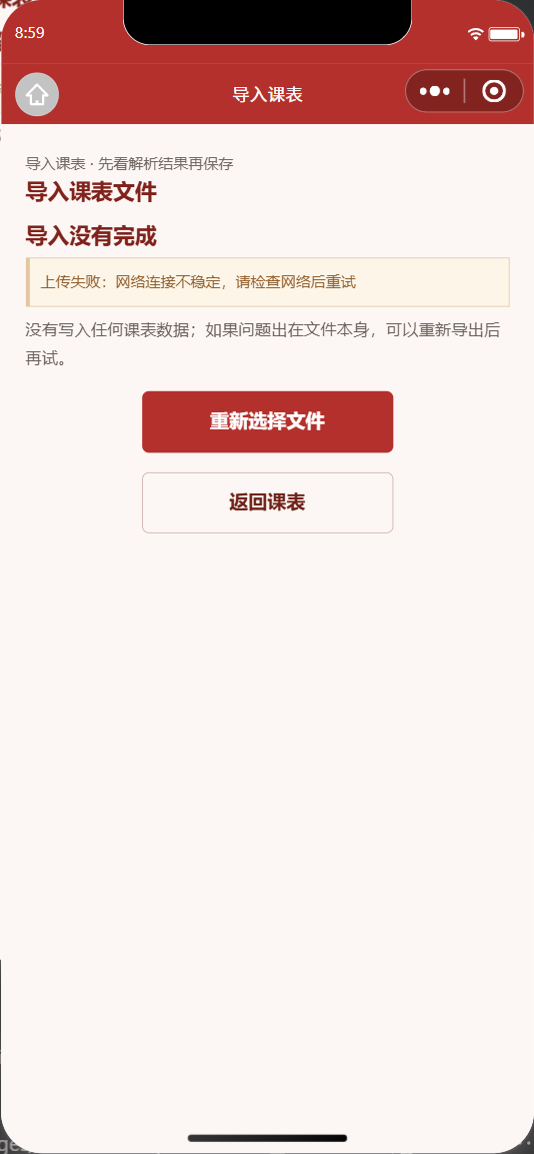 8:59
导入课表
导入课表 · 先看解析结果再保存
导入课表文件
导入没有完成
上传失败：网络连接不稳定，请检查网络后重试
没有写入任何课表数据；如果问题出在文件本身，可以重新导出后
再试。
重新选择文件
返回课表